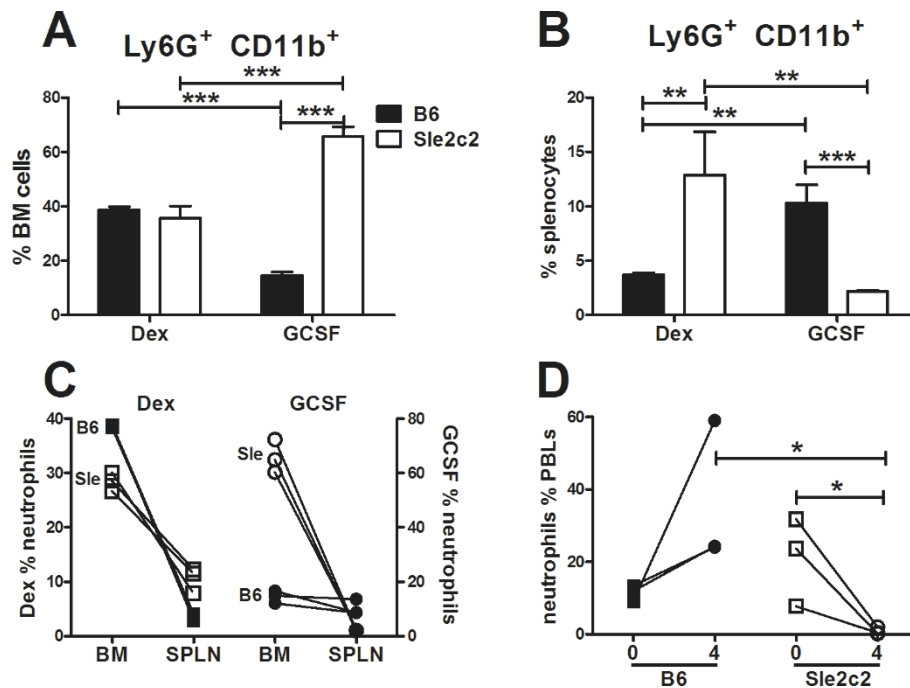 A
Ly6G+ CD11b+
***
***
***
B6
Sle2c2
% BM cells
80
60
40
20
0
Dex GCSF
B
Ly6G+ CD11b+
**
**
**
***
% splenocytes
20
15
10
5
0
Dex GCSF
C
Dex GCSF
Dex % neutrophils
40
30
20
10
0
B6
Sle
Sle
B6
80
60
40
20
0
GCSF % neutrophils
BM SPLN BM SPLN
D
*
*
neutrophils % PBLs
60
40
20
0
0 4 0 4
B6 Sle2c2